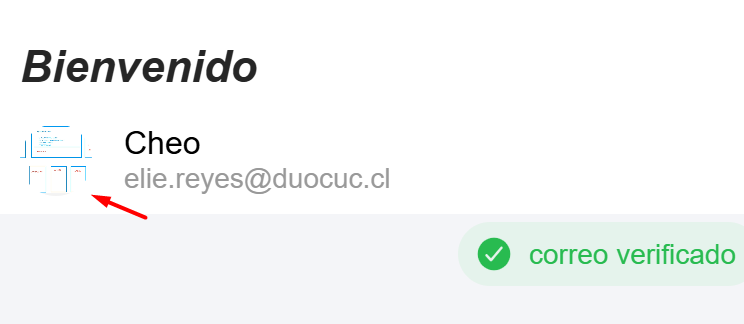 Bienvenido
Cheo
elie.reyes@duocuc.cl
correo verificado